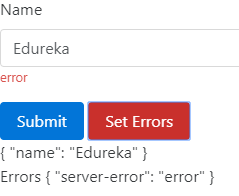 Name
Edureka
error
Submit Set Errors
{ "name": "Edureka" }
Errors { "server-error": "error" }